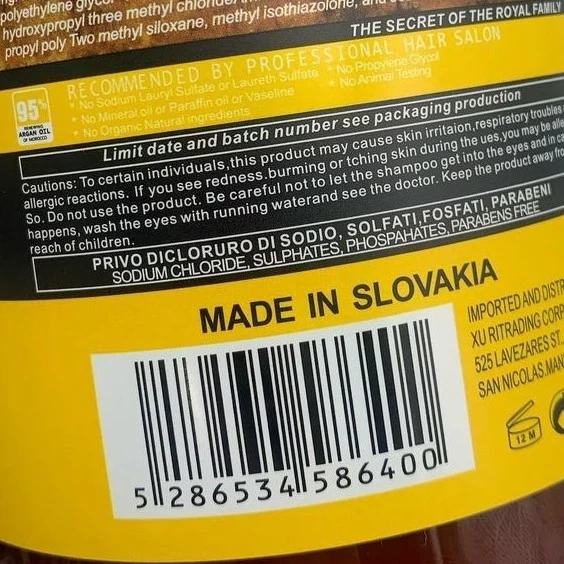 polyethylene glycol
hydroxypropyl three methyl chloride
propyl poly Two methyl siloxane, methyl isothiazolone, and
THE SECRET OF THE ROYAL FAMILY
RECOMMENDED BY PROFESSIONAL HAIR SALON
* No Sodium Lauryl Sulfate or Laureth Sulfate * No Propylene Glycol
* No Mineral oil or Paraffin oil or Vaseline * No Animal Testing
* No Organic Natural ingredients
95%
RENEWING
ARGAN OIL
OF MOROCCO
Limit date and batch number see packaging production
Cautions: To certain individuals,this product may cause skin irritaion,respiratory troubles
allergic reactions. If you see redness.burming or tching skin during the ues,you may be alle
So. Do not use the product. Be careful not to let the shampoo get into the eyes and in ca
happens, wash the eyes with running waterand see the doctor. Keep the product away fro
reach of children.
PRIVO DICLORURO DI SODIO, SOLFATI,FOSFATI, PARABENI
SODIUM CHLORIDE, SULPHATES, PHOSPAHATES, PARABENS FREE
MADE IN SLOVAKIA
IMPORTED AND DISTR
XU RITRADING CORP
525 LAVEZARES ST.,
SAN NICOLAS,MAN
12 M
5 286534 586400